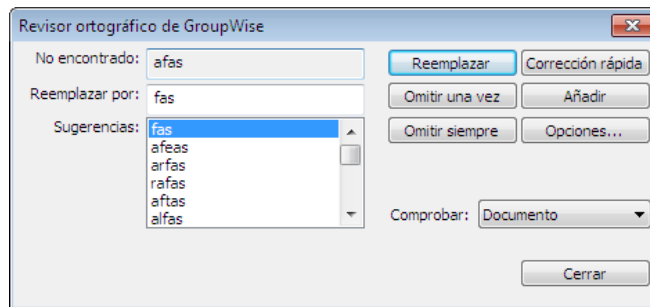 Revisor ortográfico de GroupWise
No encontrado: afas
Reemplazar por: fas
Sugerencias: fas
afeas
arfas
rafas
aftas
alfas
Reemplazar Corrección rápida
Omitir una vez Añadir
Omitir siempre Opciones...
Comprobar: Documento
Cerrar